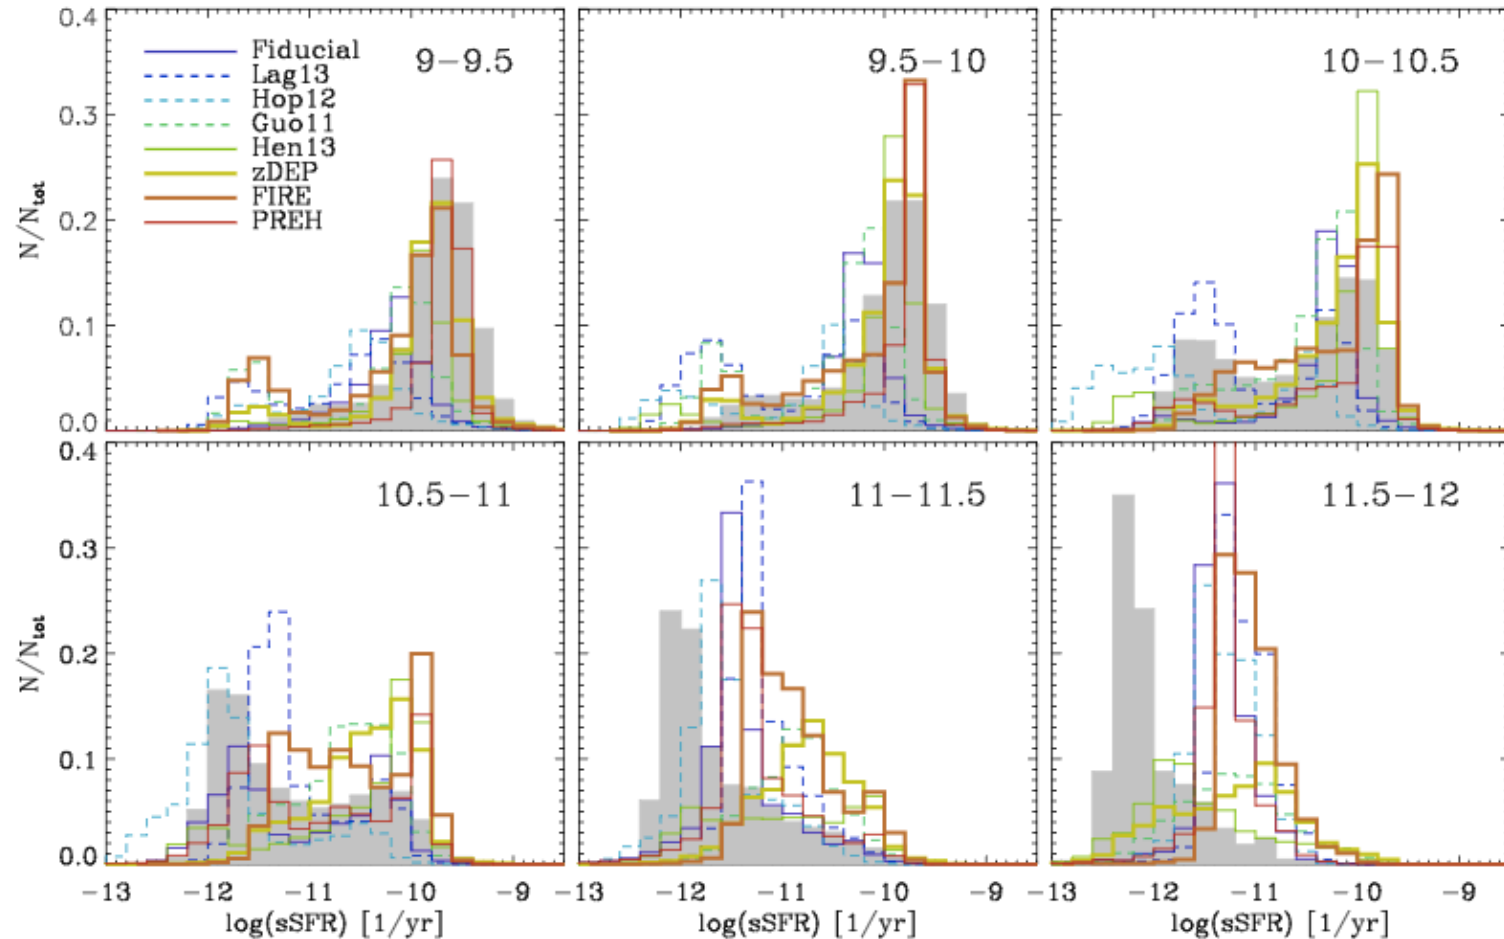 0.4
0.3
0.2
0.1
0.0
N/N_tot
Fiducial
Lag13
Hop12
Guo11
Hen13
zDEP
FIRE
PREH
9−9.5
9.5−10
10−10.5
0.4
0.3
0.2
0.1
0.0
N/N_tot
10.5−11
11−11.5
11.5−12
−13 −12 −11 −10 −9
−12 −11 −10 −9
−13 −12 −11 −10 −9
log(sSFR) [1/yr]
log(sSFR) [1/yr]
log(sSFR) [1/yr]